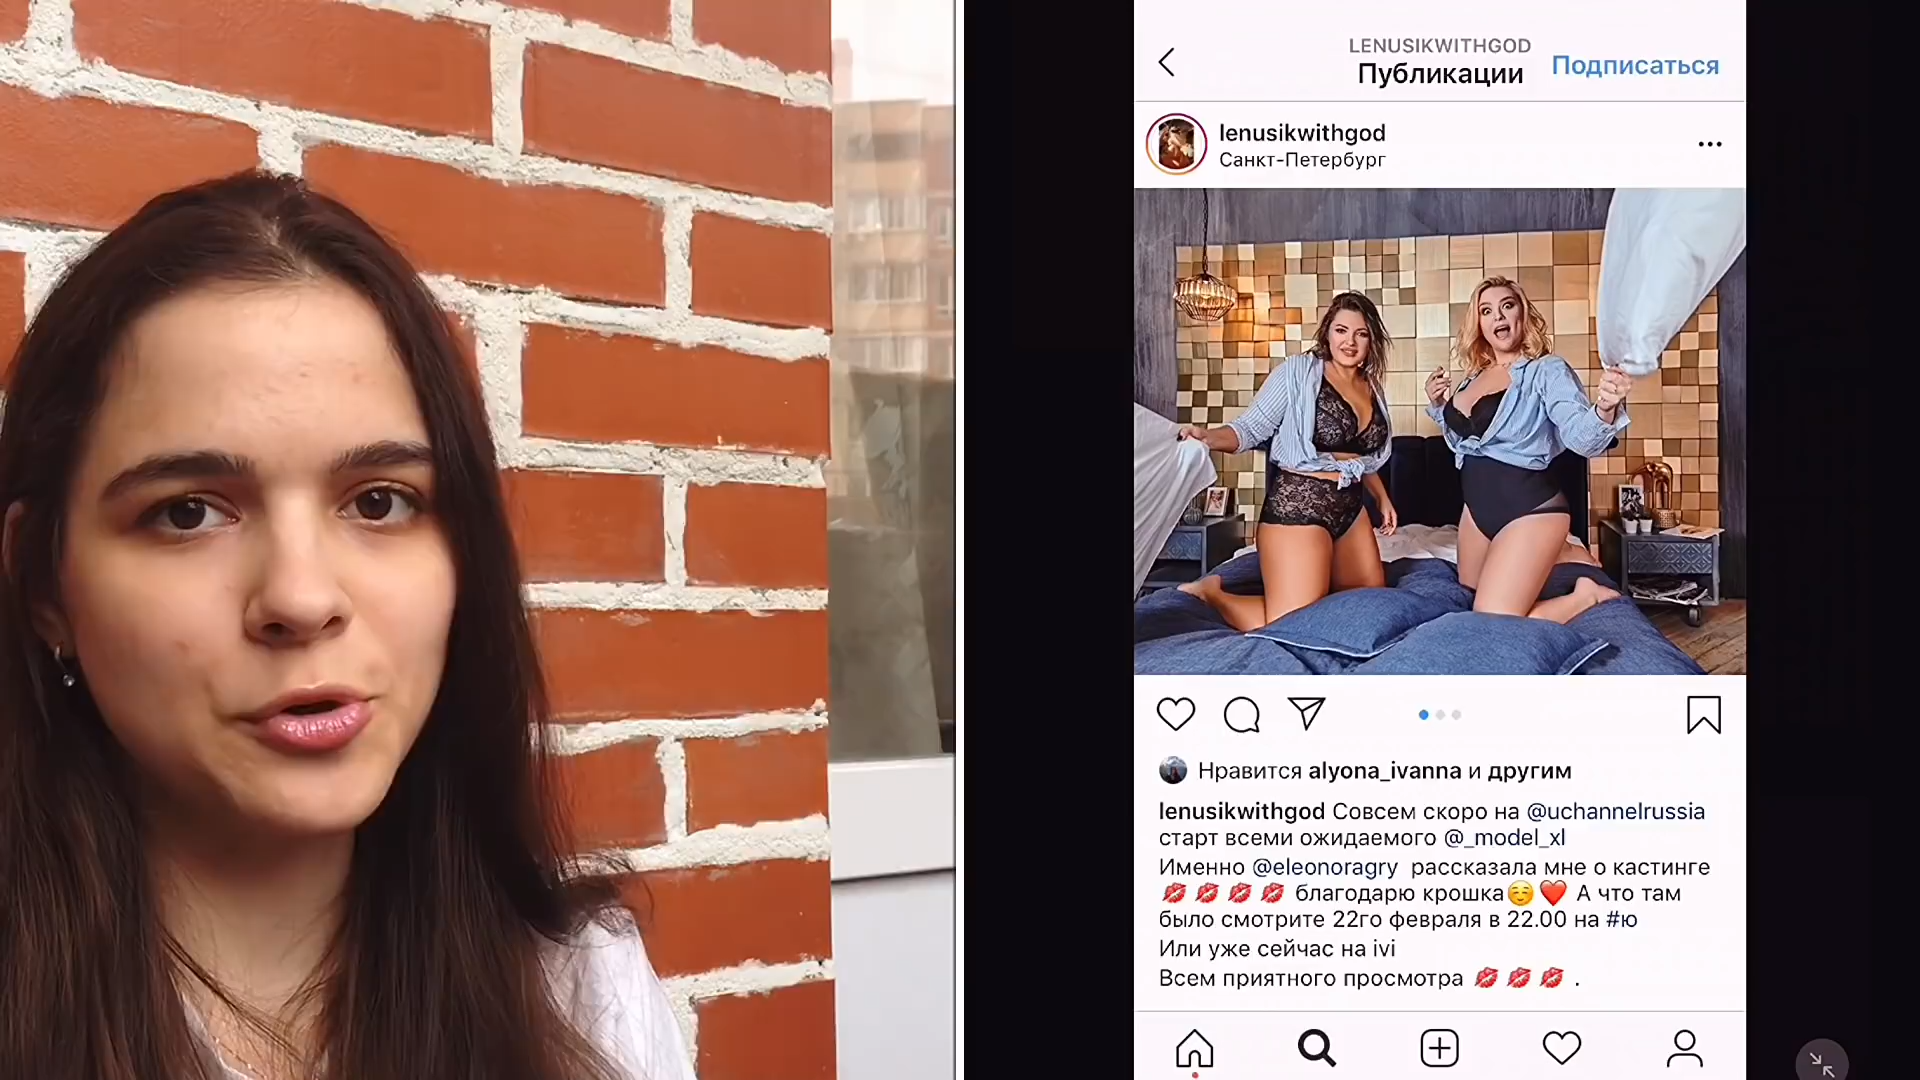 LENUSIKWITHGOD
Публикации
Подписаться
lenusikwithgod
Санкт-Петербург
Нравится alyona_ivanna и другим
lenusikwithgod Совсем скоро на @uchannelrussia
старт всеми ожидаемого @_model_xl
Именно @eleonoragry рассказала мне о кастинге
💋💋💋💋 благодарю крошка☺️❤️ А что там
было смотрите 22го февраля в 22.00 на #ю
Или уже сейчас на ivi
Всем приятного просмотра 💋💋💋 .